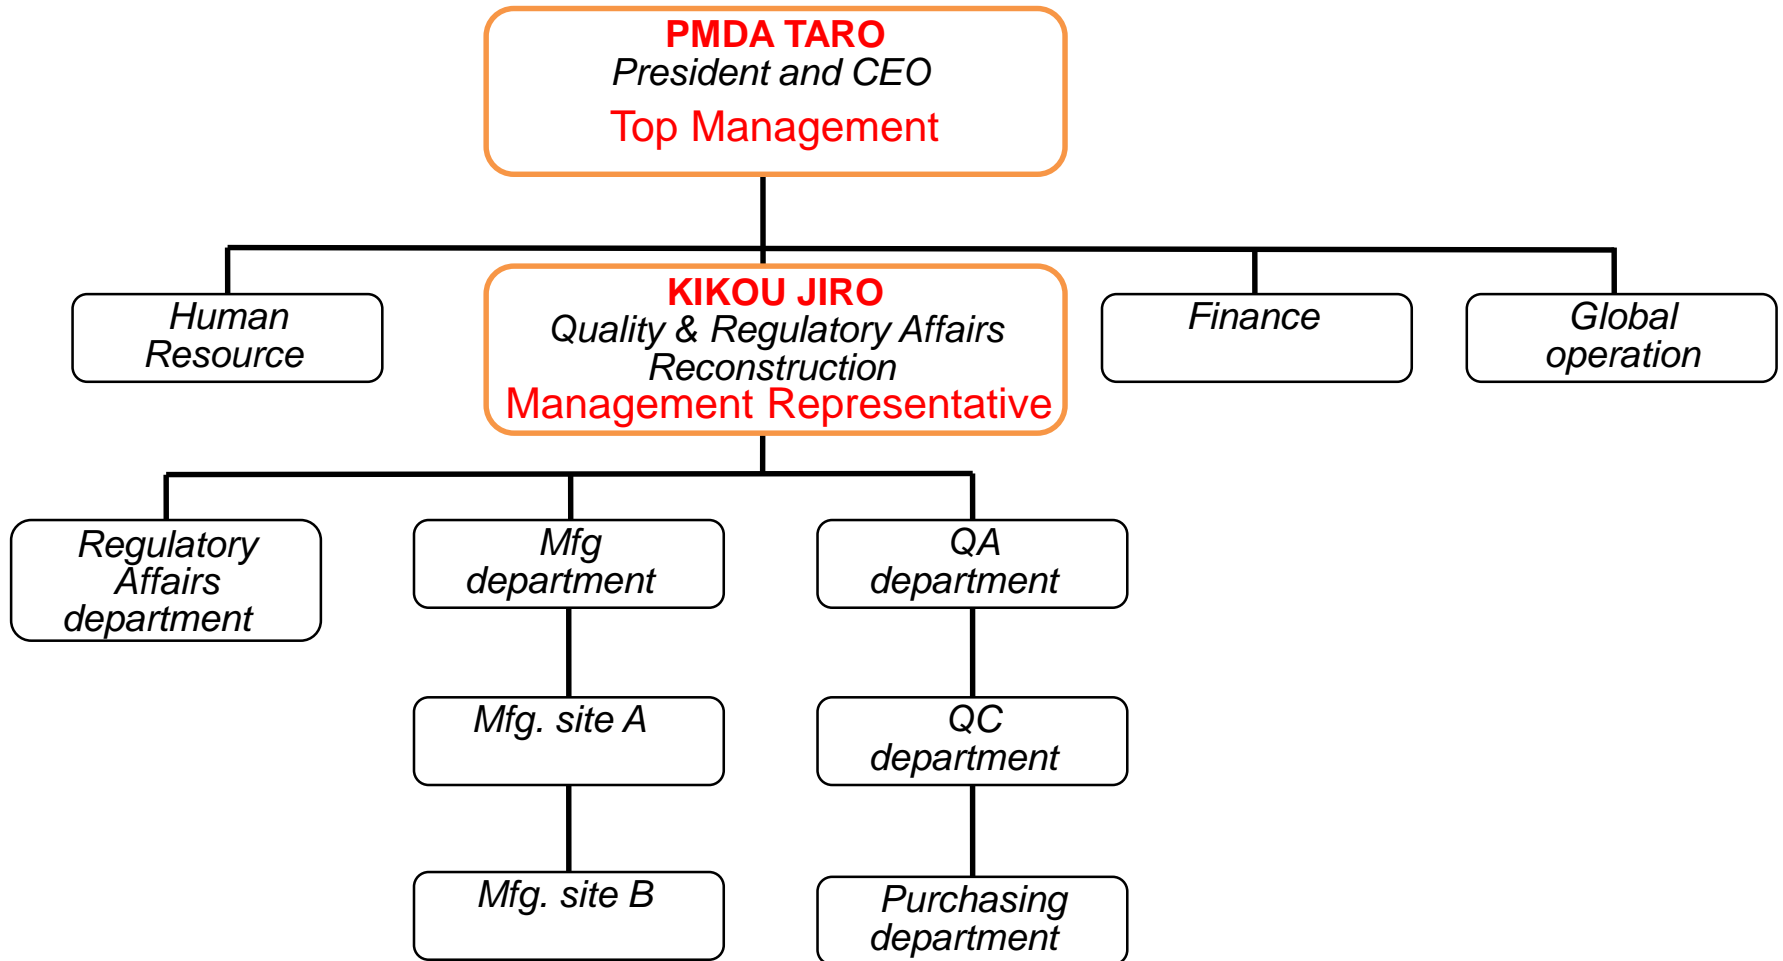 PMDA TARO
President and CEO
Top Management
Human
Resource
KIKOU JIRO
Quality & Regulatory Affairs
Reconstruction
Management Representative
Finance
Global
operation
Regulatory
Affairs
department
Mfg
department
QA
department
Mfg. site A
QC
department
Mfg. site B
Purchasing
department